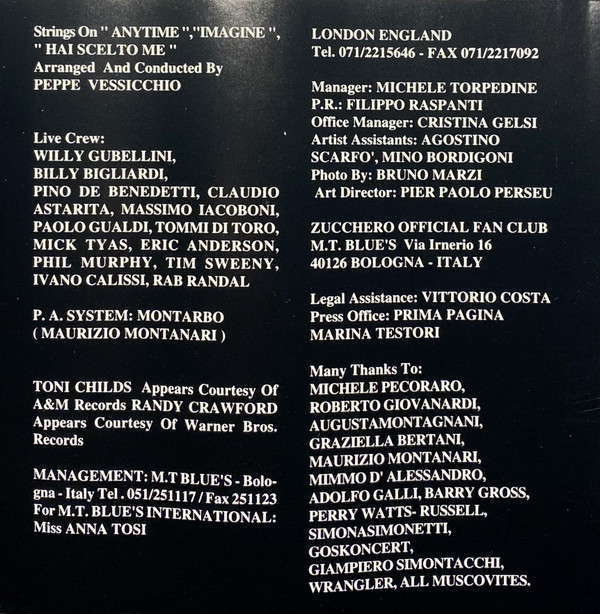 Strings On " ANYTIME ","IMAGINE ",
" HAI SCELTO ME "
Arranged And Conducted By
PEPPE VESSICCHIO
Live Crew:
WILLY GUBELLINI,
BILLY BIGLIARDI,
PINO DE BENEDETTI, CLAUDIO
ASTARITA, MASSIMO IACOBONI,
PAOLO GUALDI, TOMMI DI TORO,
MICK TYAS, ERIC ANDERSON,
PHIL MURPHY, TIM SWEENY,
IVANO CALISSI, RAB RANDAL
P. A. SYSTEM: MONTARBO
( MAURIZIO MONTANARI )
TONI CHILDS Appears Courtesy Of
A&M Records RANDY CRAWFORD
Appears Courtesy Of Warner Bros.
Records
MANAGEMENT: M.T BLUE'S - Bolo-
gna - Italy Tel . 051/251117 / Fax 251123
For M.T. BLUE'S INTERNATIONAL:
Miss ANNA TOSI
LONDON ENGLAND
Tel. 071/2215646 - FAX 071/2217092
Manager: MICHELE TORPEDINE
P.R.: FILIPPO RASPANTI
Office Manager: CRISTINA GELSI
Artist Assistants: AGOSTINO
SCARFO', MINO BORDIGONI
Photo By: BRUNO MARZI
Art Director: PIER PAOLO PERSEU
ZUCCHERO OFFICIAL FAN CLUB
M.T. BLUE'S Via Irnerio 16
40126 BOLOGNA - ITALY
Legal Assistance: VITTORIO COSTA
Press Office: PRIMA PAGINA
MARINA TESTORI
Many Thanks To:
MICHELE PECORARO,
ROBERTO GIOVANARDI,
AUGUSTAMONTAGNANI,
GRAZIELLA BERTANI,
MAURIZIO MONTANARI,
MIMMO D' ALESSANDRO,
ADOLFO GALLI, BARRY GROSS,
PERRY WATTS- RUSSELL,
SIMONASIMONETTI,
GOSKONCERT,
GIAMPIERO SIMONTACCHI,
WRANGLER, ALL MUSCOVITES.